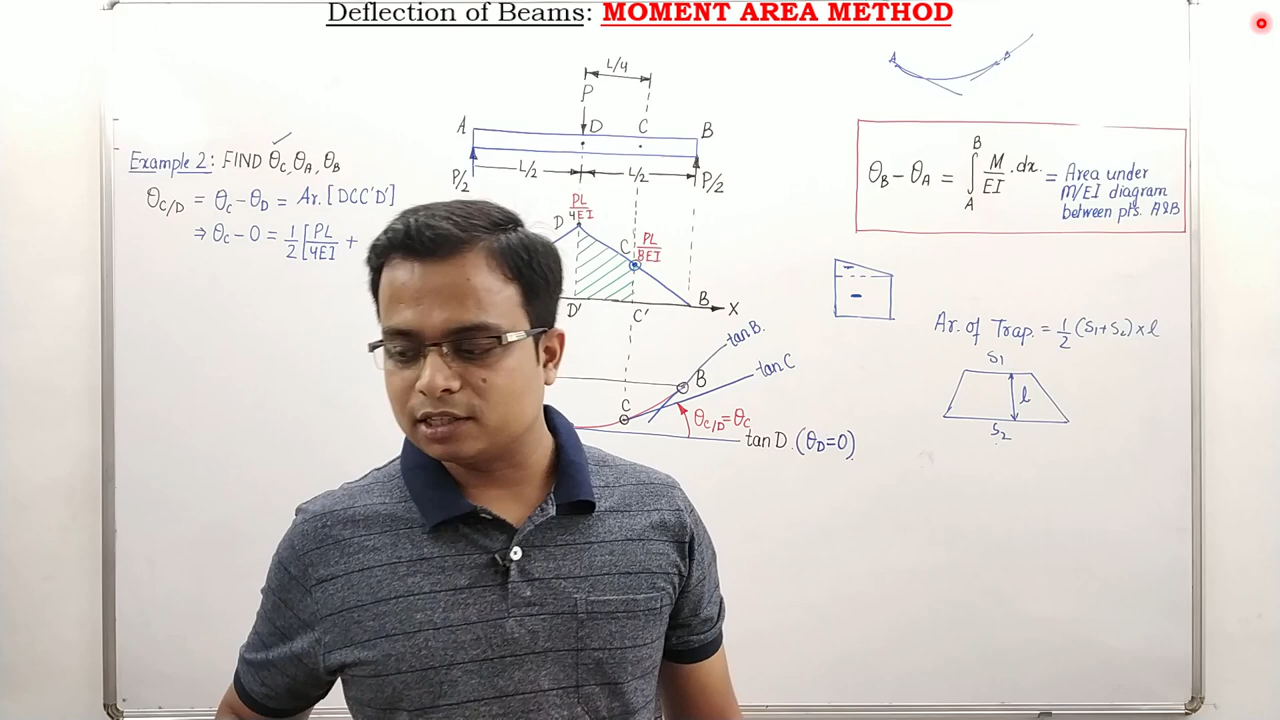 Deflection of Beams: MOMENT AREA METHOD
L/4
P
A
D
C
B
L/2
L/2
P/2
P/2
Example 2: FIND θC, θA, θB
θC/D = θC - θD = Ar. [DCC'D']
⇒ θC - 0 = 1/2 [PL/4EI +
PL/4EI
D
C
PL/8EI
D'
C'
B
X
tan B.
B
tan C
C
θC/D = θC
tan D. (θD=0)
A
B
θB - θA = ∫AB M/EI . dx. = Area under
M/EI diagram
between pts. A&B
Ar. of Trap. = 1/2 (S1+S2) × l
S1
l
S2